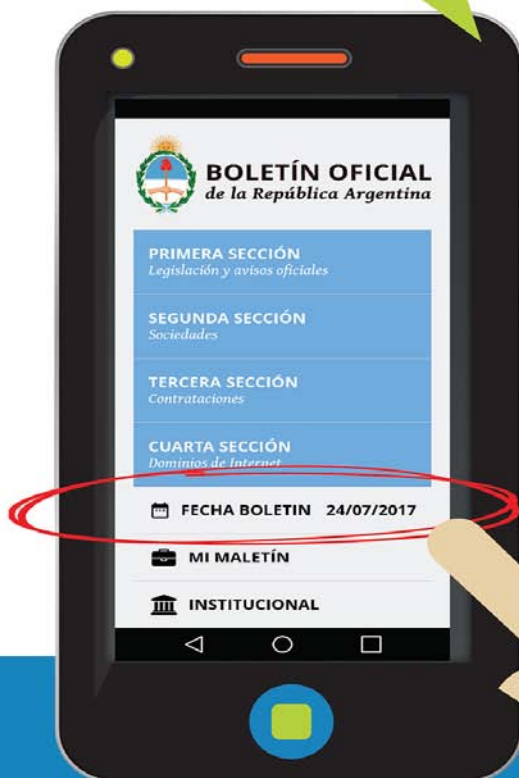 BOLETÍN OFICIAL
de la República Argentina
PRIMERA SECCIÓN
Legislación y avisos oficiales
SEGUNDA SECCIÓN
Sociedades
TERCERA SECCIÓN
Contrataciones
CUARTA SECCIÓN
Dominios de Internet
FECHA BOLETIN 24/07/2017
MI MALETÍN
INSTITUCIONAL